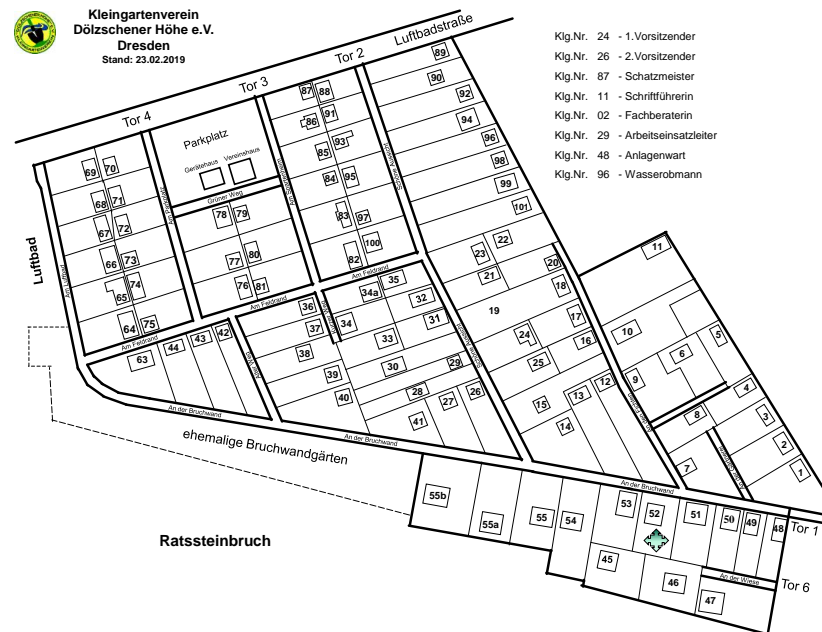 Kleingartenverein
Dölzschener Höhe e.V.
Dresden
Stand: 23.02.2019
Klg.Nr. 24 - 1.Vorsitzender
Klg.Nr. 26 - 2.Vorsitzender
Klg.Nr. 87 - Schatzmeister
Klg.Nr. 11 - Schriftführerin
Klg.Nr. 02 - Fachberaterin
Klg.Nr. 29 - Arbeitseinsatzleiter
Klg.Nr. 48 - Anlagenwart
Klg.Nr. 96 - Wasserobmann
Luftbadstraße
Tor 2
Tor 3
Tor 4
Parkplatz
Gerätehaus Vereinshaus
Grüner Weg
Luftbad
Am Luftbad
Am Feldrand
Am Feldrand
Am Feldrand
Schöne Aussicht
Schöne Aussicht
An der Bruchwand
An der Bruchwand
An der Bruchwand
ehemalige Bruchwandgärten
Ratssteinbruch
An der Wiese
Tor 1
Tor 6
89
90
92
94
96
98
99
101
87 88
86 91
93
85
84 95
83 97
100
82
69 70
68 71
67 72
66 73
65 74
64 75
78 79
77 80
76 81
63 44 43 42
36
37
38
39
40
34 34a 35
32
31
33
30
29
28
27 26
41
23 22
21 20
18
19
17
24 16
25
15 13 12
14
11
10
9
6 5
8 4
3
2
7 1
55b 55a 55 54 53 52 51 50 49 48
45 46 47